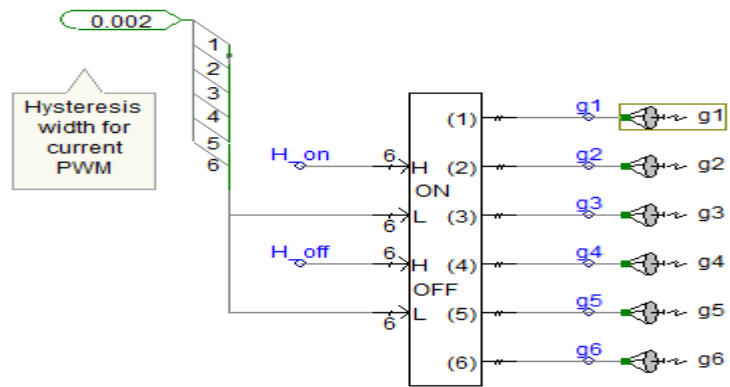 0.002
1
2
3
4
5
6
Hysteresis
width for
current
PWM
H_on
H_off
6
6
6
6
H
ON
L
H
OFF
L
(1)
(2)
(3)
(4)
(5)
(6)
g1
g2
g3
g4
g5
g6
g1
g2
g3
g4
g5
g6